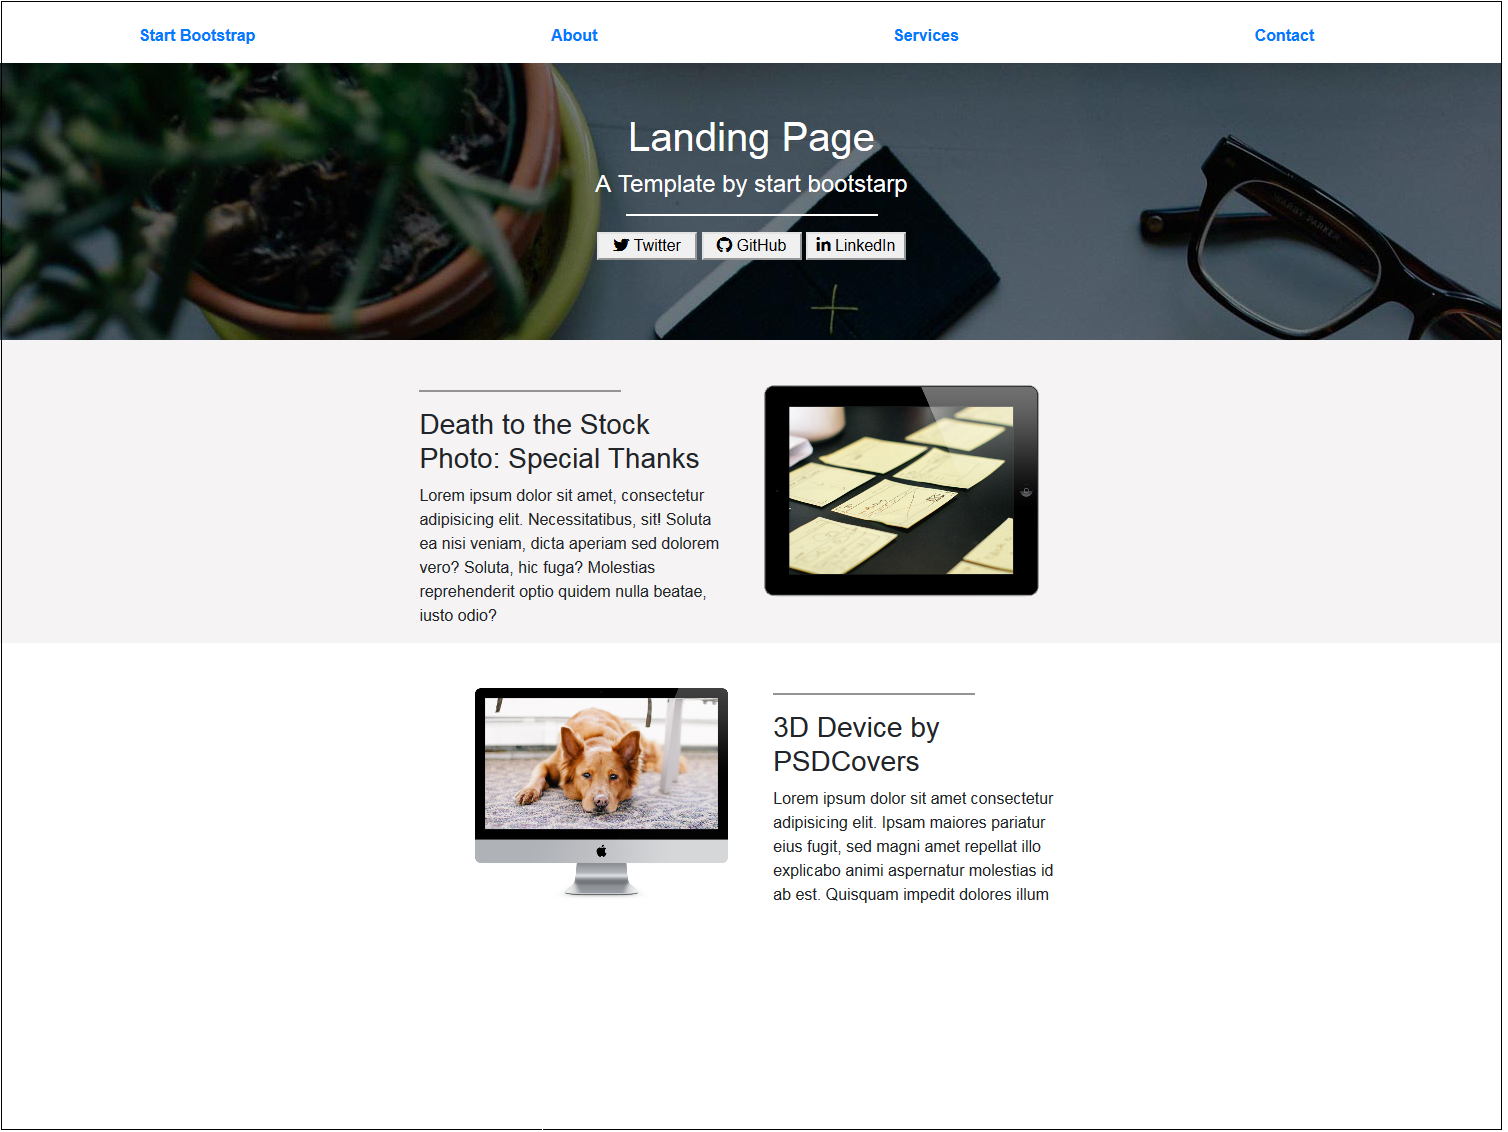 Start Bootstrap About Services Contact
Landing Page
A Template by start bootstarp
Twitter GitHub LinkedIn
Death to the Stock
Photo: Special Thanks
Lorem ipsum dolor sit amet, consectetur
adipisicing elit. Necessitatibus, sit! Soluta
ea nisi veniam, dicta aperiam sed dolorem
vero? Soluta, hic fuga? Molestias
reprehenderit optio quidem nulla beatae,
iusto odio?
3D Device by
PSDCovers
Lorem ipsum dolor sit amet consectetur
adipisicing elit. Ipsam maiores pariatur
eius fugit, sed magni amet repellat illo
explicabo animi aspernatur molestias id
ab est. Quisquam impedit dolores illum